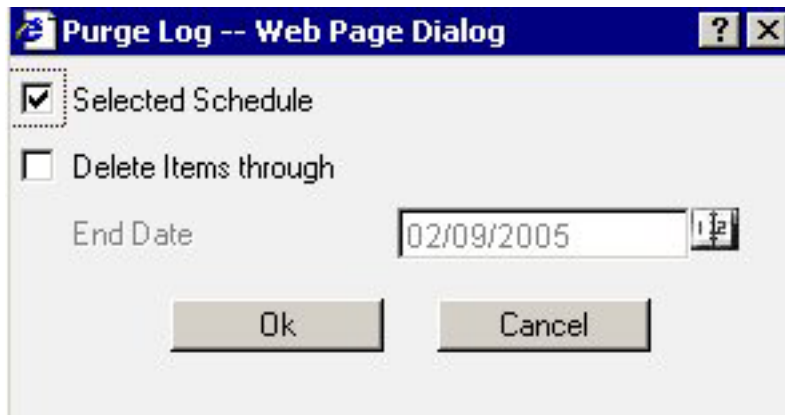 Purge Log -- Web Page Dialog ? X
Selected Schedule
Delete Items through
End Date 02/09/2005
Ok Cancel